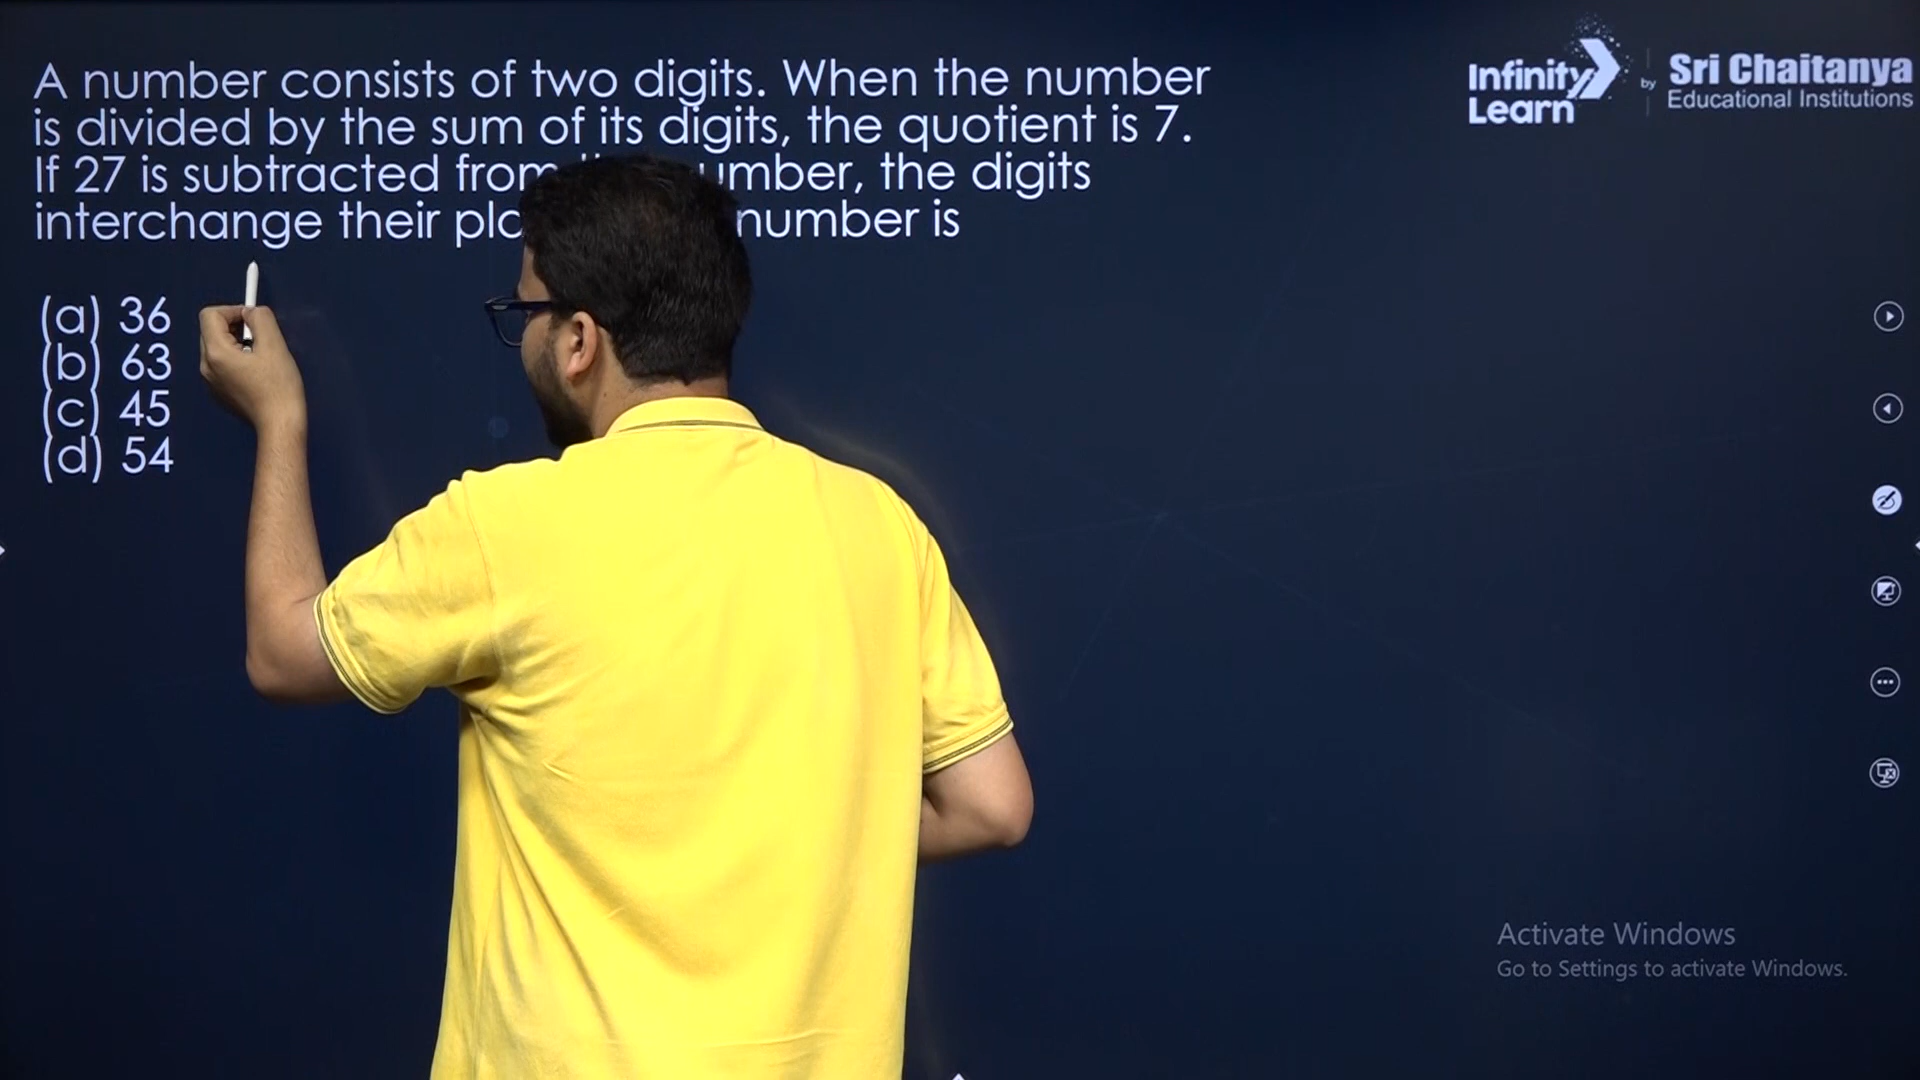 A number consists of two digits. When the number
is divided by the sum of its digits, the quotient is 7.
If 27 is subtracted from number, the digits
interchange their number is
(a) 36
(b) 63
(c) 45
(d) 54
Infinity Learn
by
Sri Chaitanya
Educational Institutions
Activate Windows
Go to Settings to activate Windows.